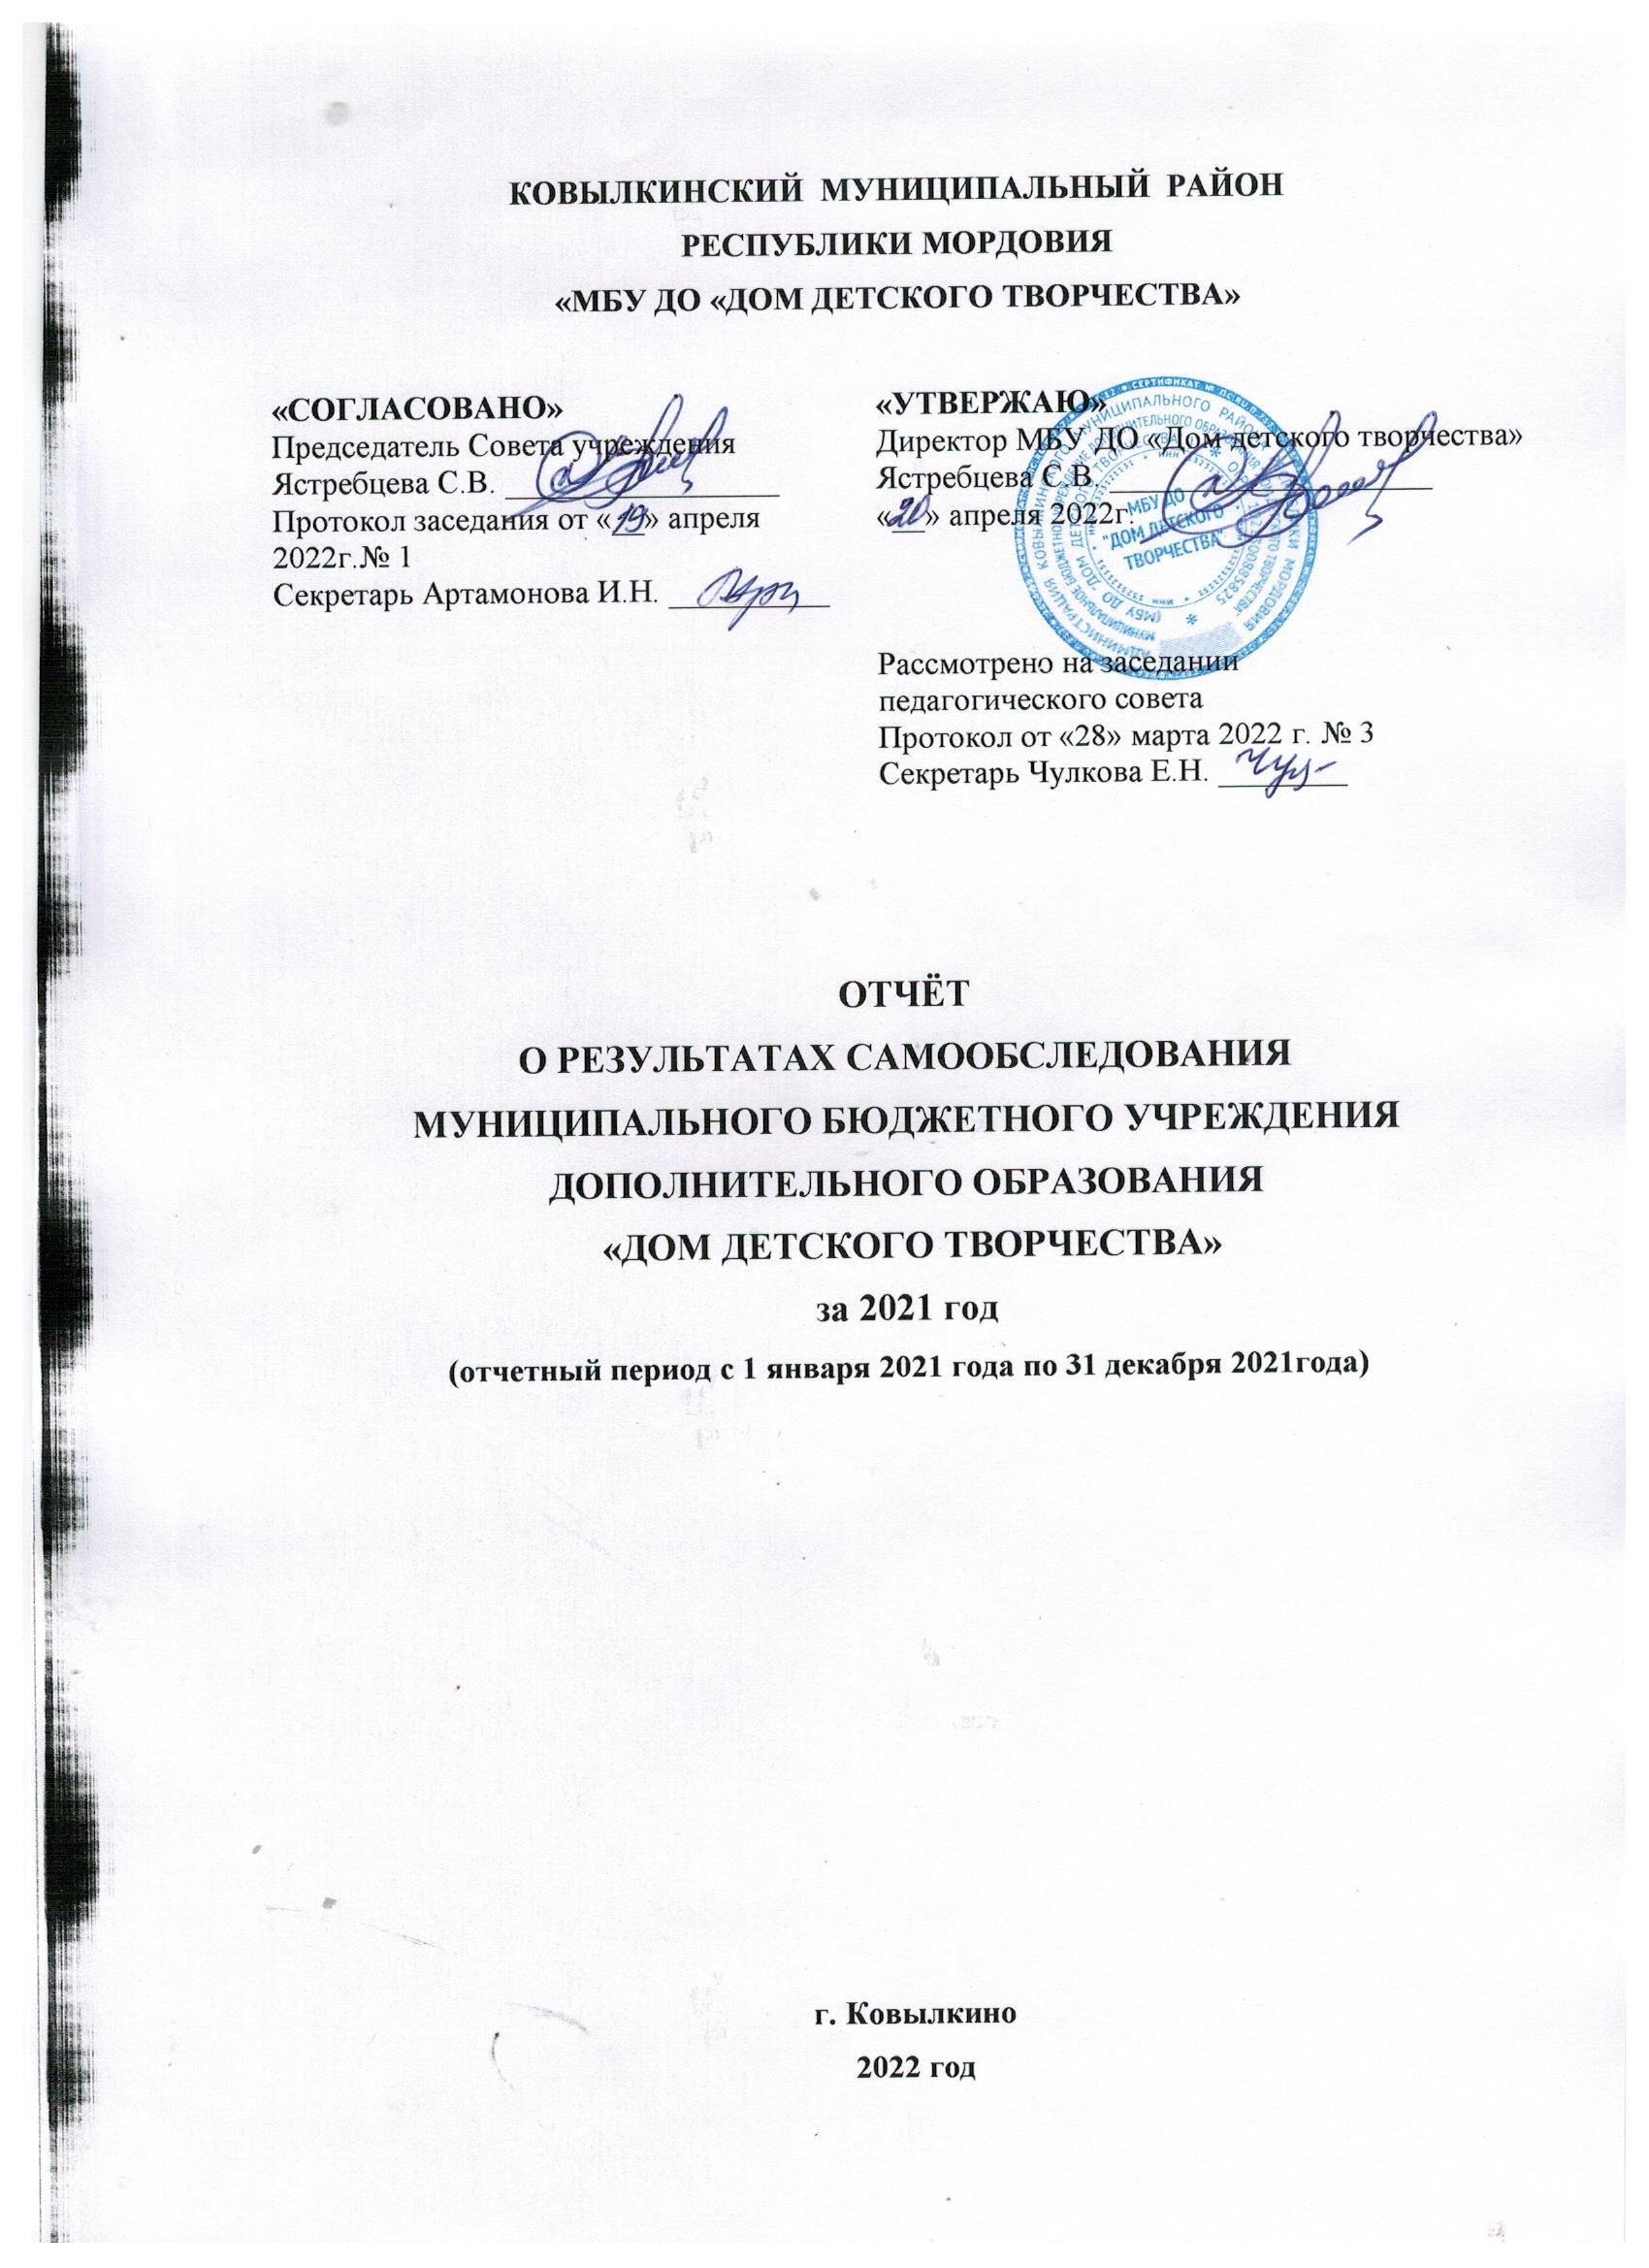 КОВЫЛКИНСКИЙ МУНИЦИПАЛЬНЫЙ РАЙОН
РЕСПУБЛИКИ МОРДОВИЯ
«МБУ ДО «ДОМ ДЕТСКОГО ТВОРЧЕСТВА»
«СОГЛАСОВАНО»
Председатель Совета учреждения
Ястребцева С.В.
Протокол заседания от «19» апреля
2022г.№ 1
Секретарь Артамонова И.Н.
«УТВЕРЖАЮ»
Директор МБУ ДО «Дом детского творчества»
Ястребцева С.В.
«20» апреля 2022г.
МБУ ДО
"ДОМ ДЕТСКОГО
ТВОРЧЕСТВА"
Рассмотрено на заседании
педагогического совета
Протокол от «28» марта 2022 г. № 3
Секретарь Чулкова Е.Н.
ОТЧЁТ
О РЕЗУЛЬТАТАХ САМООБСЛЕДОВАНИЯ
МУНИЦИПАЛЬНОГО БЮДЖЕТНОГО УЧРЕЖДЕНИЯ
ДОПОЛНИТЕЛЬНОГО ОБРАЗОВАНИЯ
«ДОМ ДЕТСКОГО ТВОРЧЕСТВА»
за 2021 год
(отчетный период с 1 января 2021 года по 31 декабря 2021года)
г. Ковылкино
2022 год